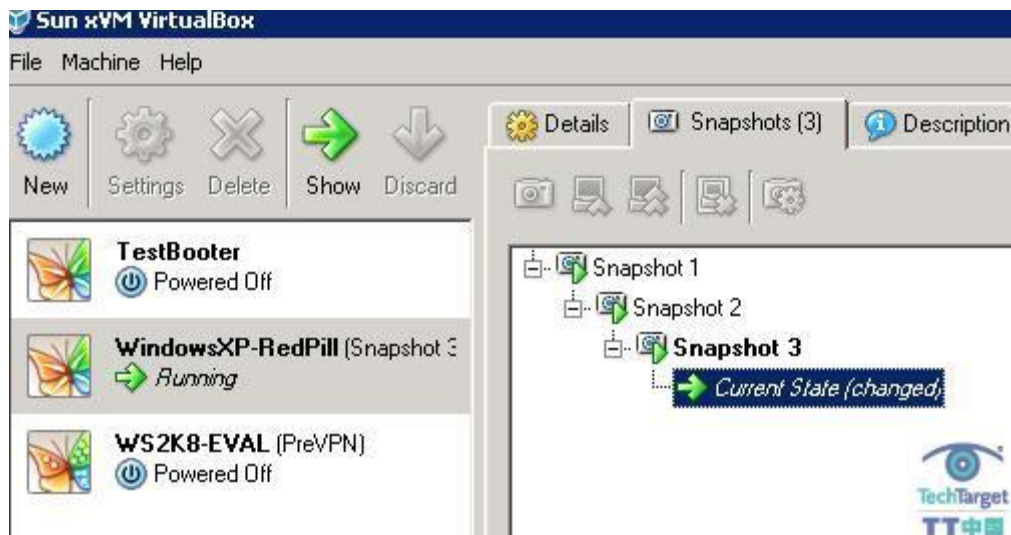 Sun xVM VirtualBox
File Machine Help
New Settings Delete Show Discard
Details Snapshots (3) Description
TestBooter
Powered Off
WindowsXP-RedPill (Snapshot 3
Running
WS2K8-EVAL (PreVPN)
Powered Off
Snapshot 1
Snapshot 2
Snapshot 3
Current State (changed)
TechTarget
TT中国